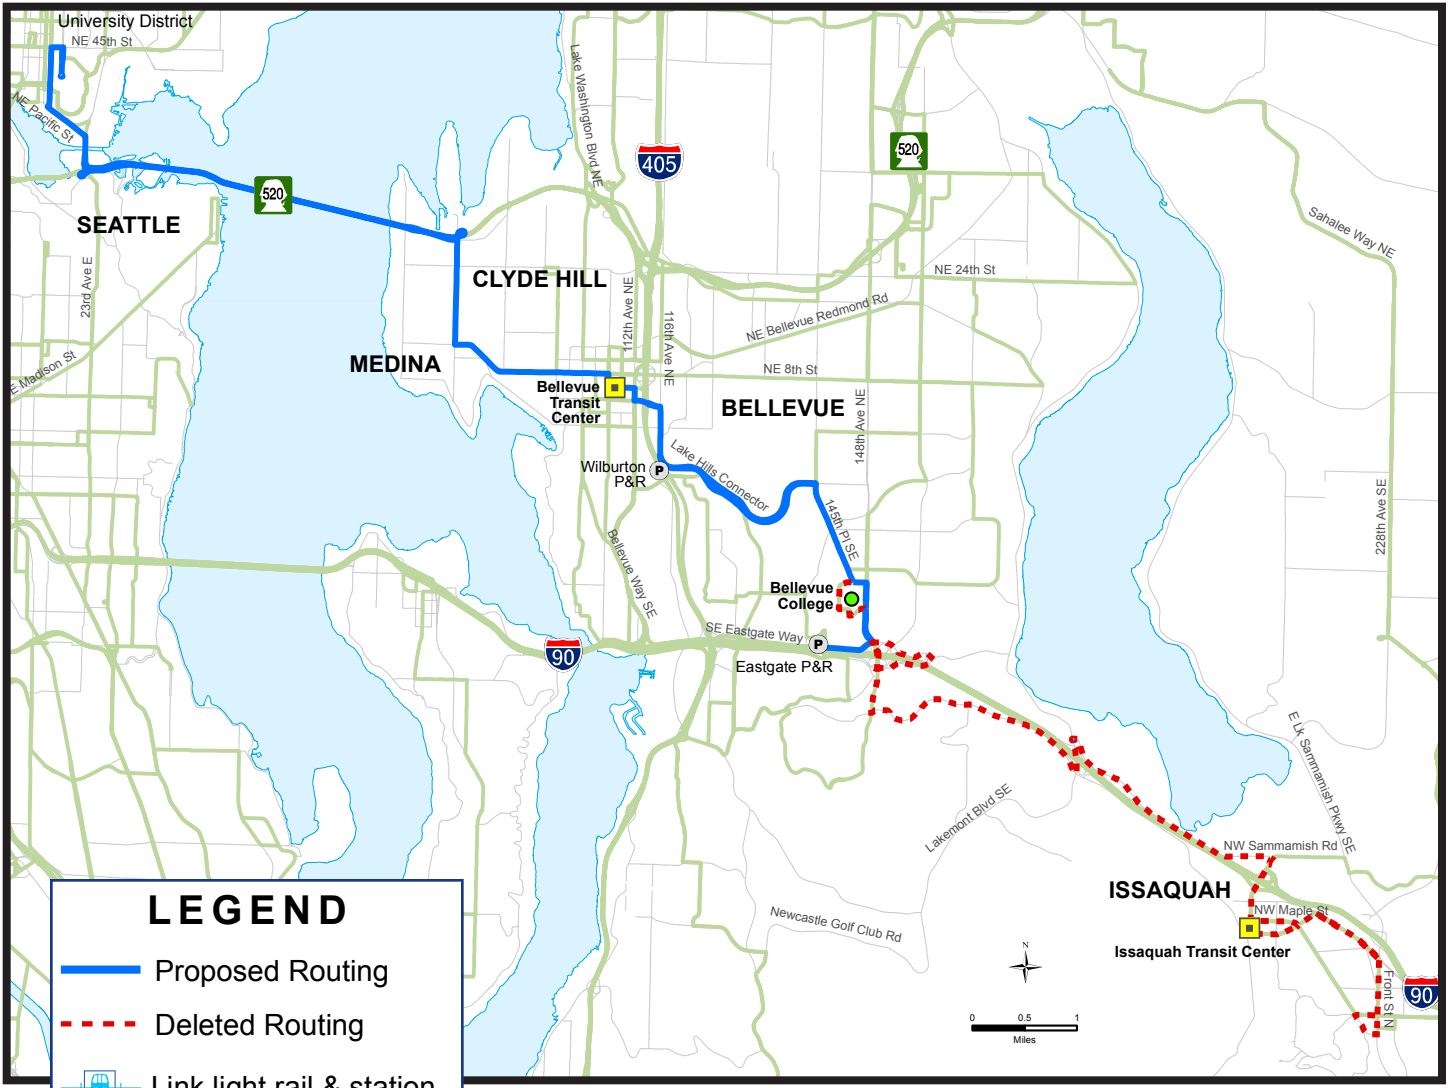 University District
NE 45th St
NE Pacific St
520
SEATTLE
23rd Ave E
E Madison St
Lake Washington Blvd NE
405
520
Sahalee Way NE
CLYDE HILL
NE 24th St
112th Ave NE
116th Ave NE
NE Bellevue Redmond Rd
MEDINA
NE 8th St
Bellevue
Transit
Center
BELLEVUE
148th Ave NE
Wilburton
P&R
P
Lake Hills Connector
145th Pl SE
228th Ave SE
Bellevue Way SE
Bellevue
College
SE Eastgate Way
P
Eastgate P&R
90
E Lk Sammamish Pkwy SE
Lakemont Blvd SE
NW Sammamish Rd
ISSAQUAH
NW Maple St
Newcastle Golf Club Rd
Issaquah Transit Center
Front St N
90
N
0 0.5 1
Miles
LEGEND
Proposed Routing
Deleted Routing
Link light rail & station